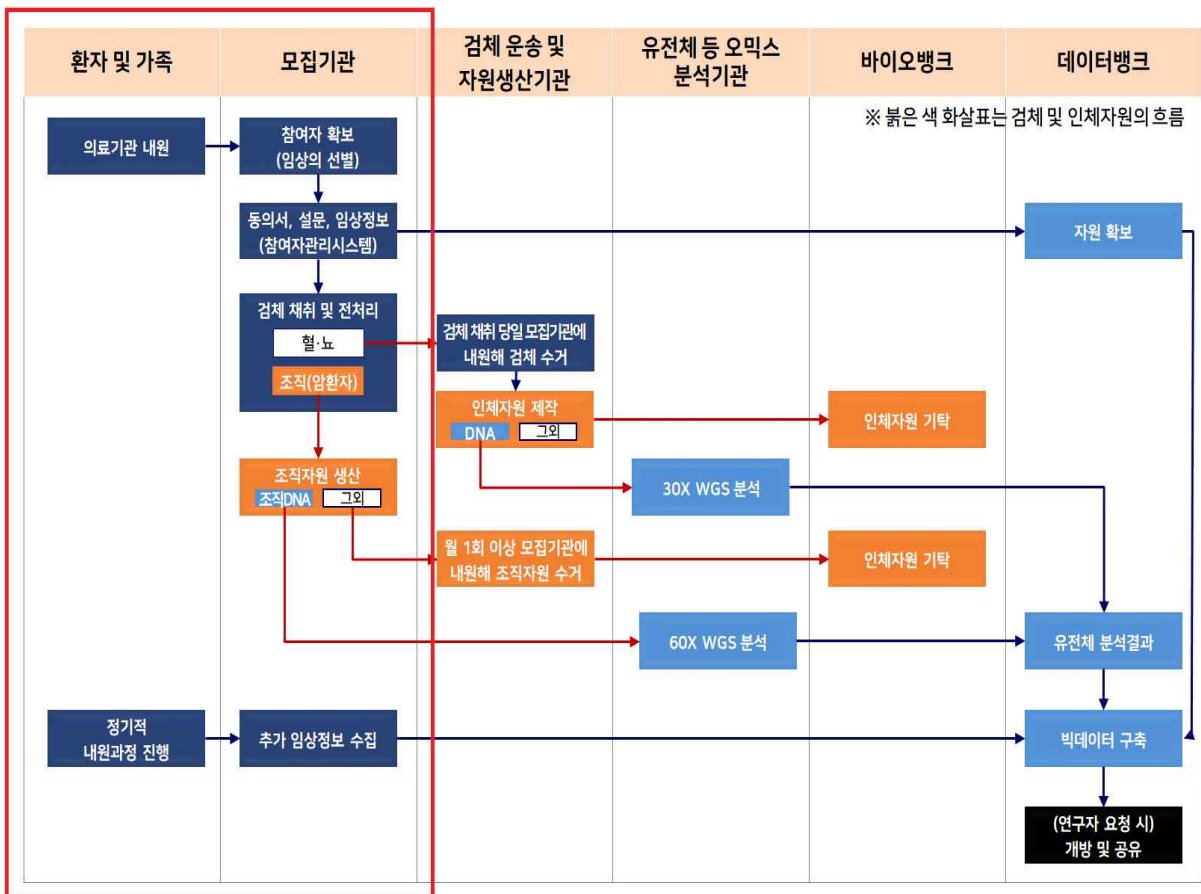 환자 및 가족
모집기관
검체 운송 및
자원생산기관
유전체 등 오믹스
분석기관
바이오뱅크
데이터뱅크
※ 붉은 색 화살표는 검체 및 인체자원의 흐름
의료기관 내원
참여자 확보
(임상의 선별)
동의서, 설문, 임상정보
(참여자관리시스템)
자원 확보
검체 채취 및 전처리
혈·뇨
조직(암환자)
검체 채취 당일 모집기관에
내원해 검체 수거
인체자원 제작
DNA
그외
인체자원 기탁
조직자원 생산
조직DNA
그외
30X WGS 분석
월 1회 이상 모집기관에
내원해 조직자원 수거
인체자원 기탁
60X WGS 분석
유전체 분석결과
정기적
내원과정 진행
추가 임상정보 수집
빅데이터 구축
(연구자 요청 시)
개방 및 공유